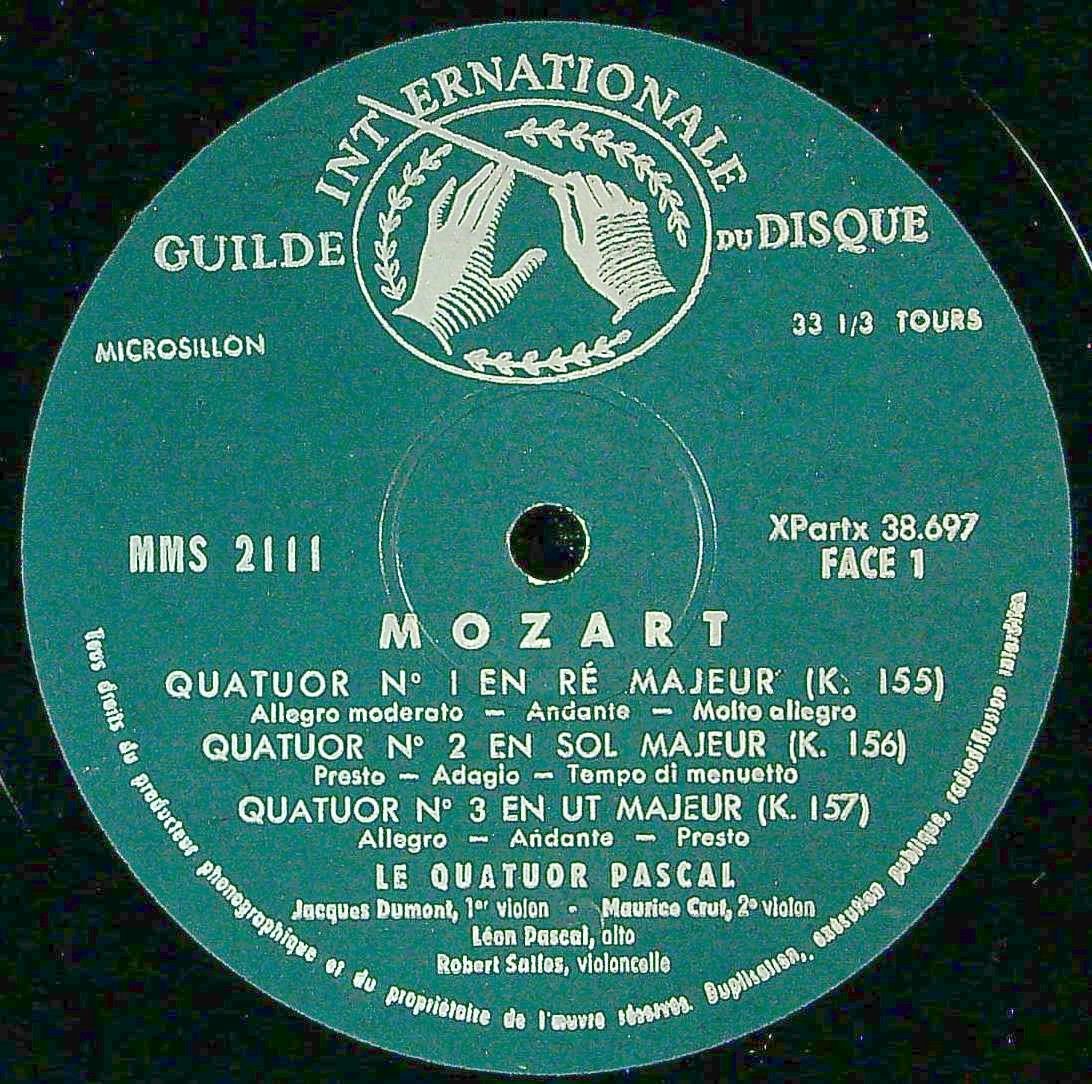 GUILDE INTERNATIONALE DU DISQUE
MICROSILLON
33 1/3 TOURS
MMS 2111
XPartx 38.697
FACE 1
MOZART
QUATUOR Nº 1 EN RÉ MAJEUR (K. 155)
Allegro moderato — Andante — Molto allegro
QUATUOR Nº 2 EN SOL MAJEUR (K. 156)
Presto — Adagio — Tempo di menuetto
QUATUOR Nº 3 EN UT MAJEUR (K. 157)
Allegro — Andante — Presto
LE QUATUOR PASCAL
Jacques Dumont, 1er violon - Maurice Crut, 2º violon
Léon Pascal, alto
Robert Salles, violoncelle
Tous droits du producteur phonographique et du propriétaire de l'œuvre réservés. Duplication, exécution publique, radiodiffusion interdites